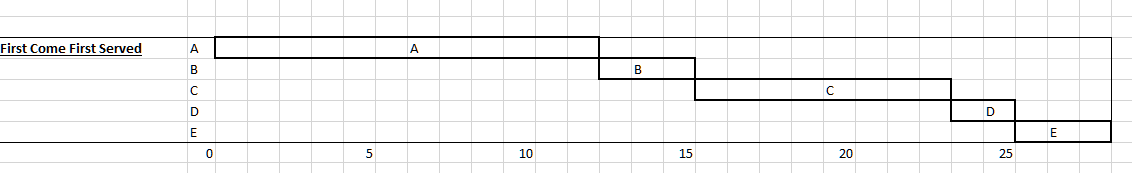 First Come First Served A A
B B
C C
D D
E E
0 5 10 15 20 25